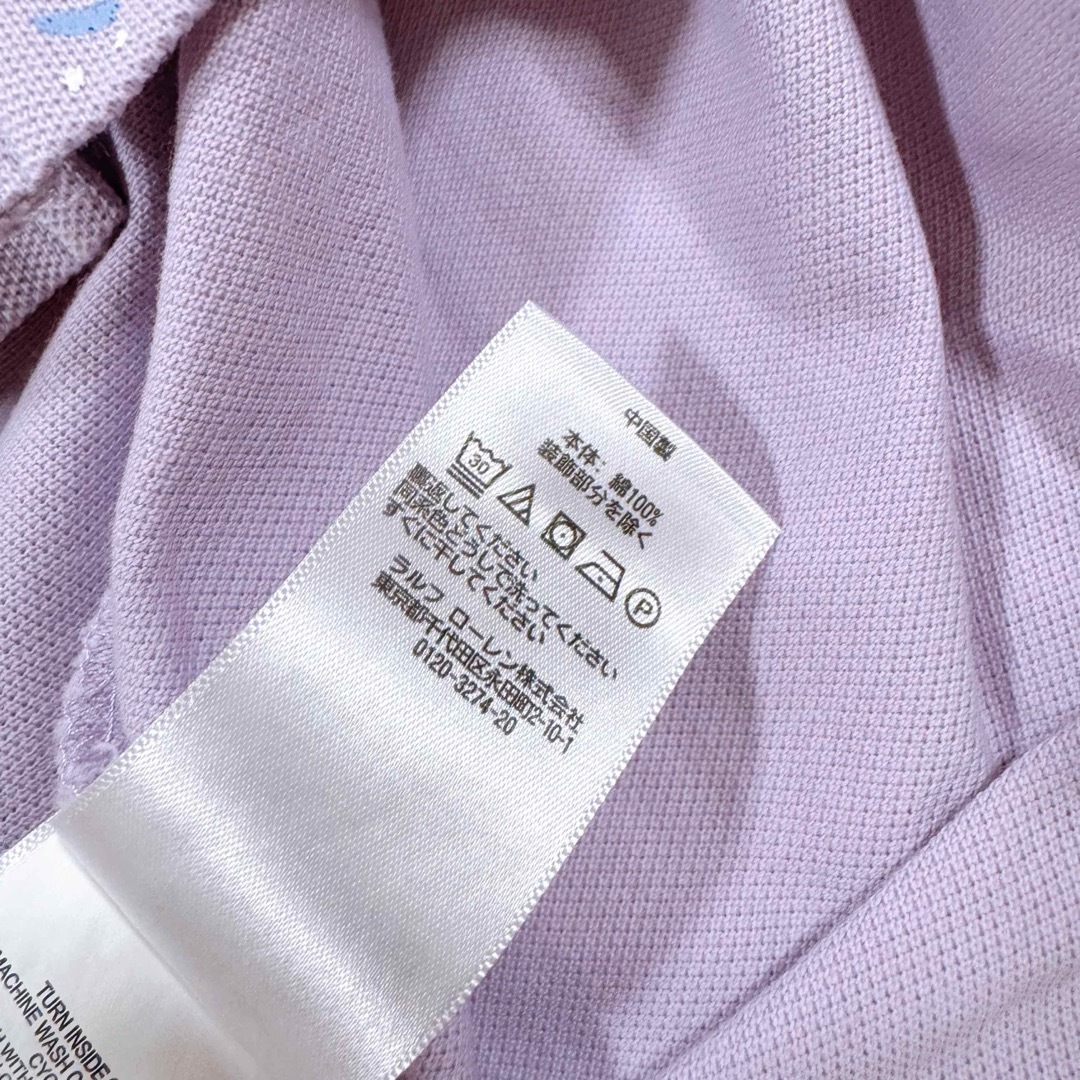 中国製
本体: 綿100%
装飾部分を除く
30
P
裏返してください
同系色どうしで洗ってください
すぐに干してください
ラルフ ローレン株式会社
東京都千代田区永田町2-10-1
0120-3274-20
TURN INSIDE
MACHINE WASH
WITH